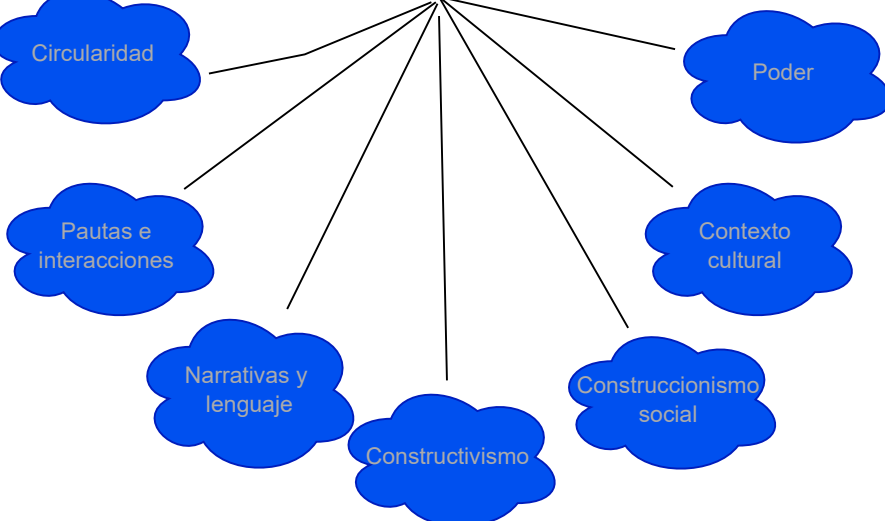 Circularidad
Poder
Pautas e
interacciones
Contexto
cultural
Narrativas y
lenguaje
Construccionismo
social
Constructivismo